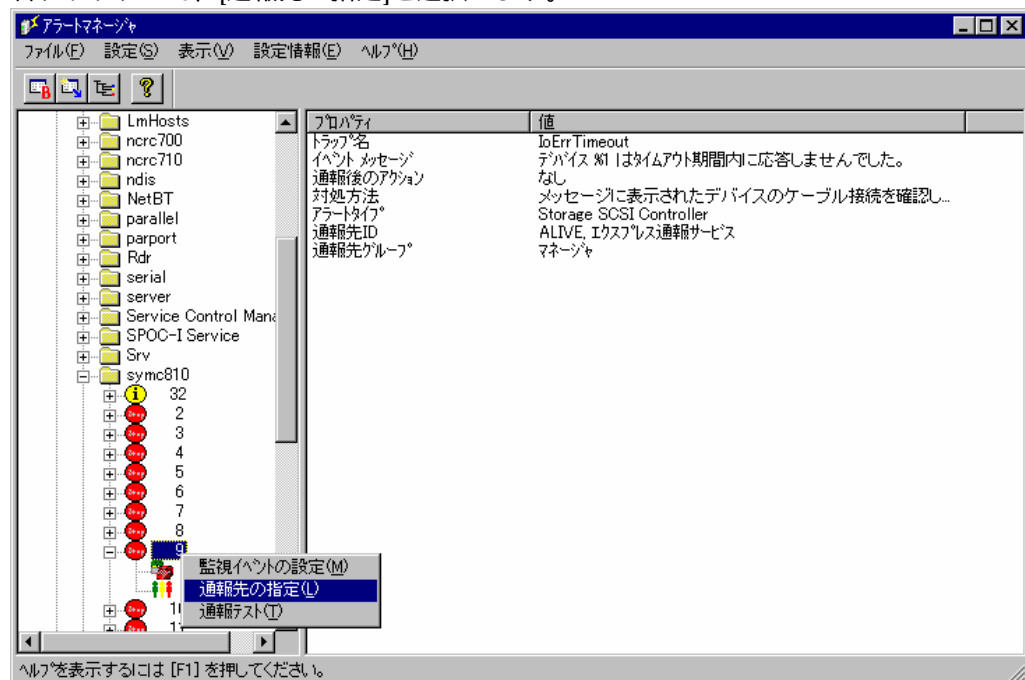 アラートマネージャ
ファイル(F) 設定(S) 表示(V) 設定情報(E) ヘルプ(H)
LmHosts
ncrc700
ncrc710
ndis
NetBT
parallel
parport
Rdr
serial
server
Service Control Mana
SPOC-I Service
Srv
symc810
32
2
3
4
5
6
7
8
9
10
11
プロパティ 値
トラップ名 IoErrTimeout
イベント メッセージ デバイス %1 はタイムアウト期間内に応答しませんでした。
通報後のアクション なし
対処方法 メッセージに表示されたデバイスのケーブル接続を確認し...
アラートタイプ Storage SCSI Controller
通報先ID ALIVE, エクスプレス通報サービス
通報先グループ マネージャ
監視イベントの設定(M)
通報先の指定(L)
通報テスト(T)
ヘルプを表示するには [F1] を押してください。